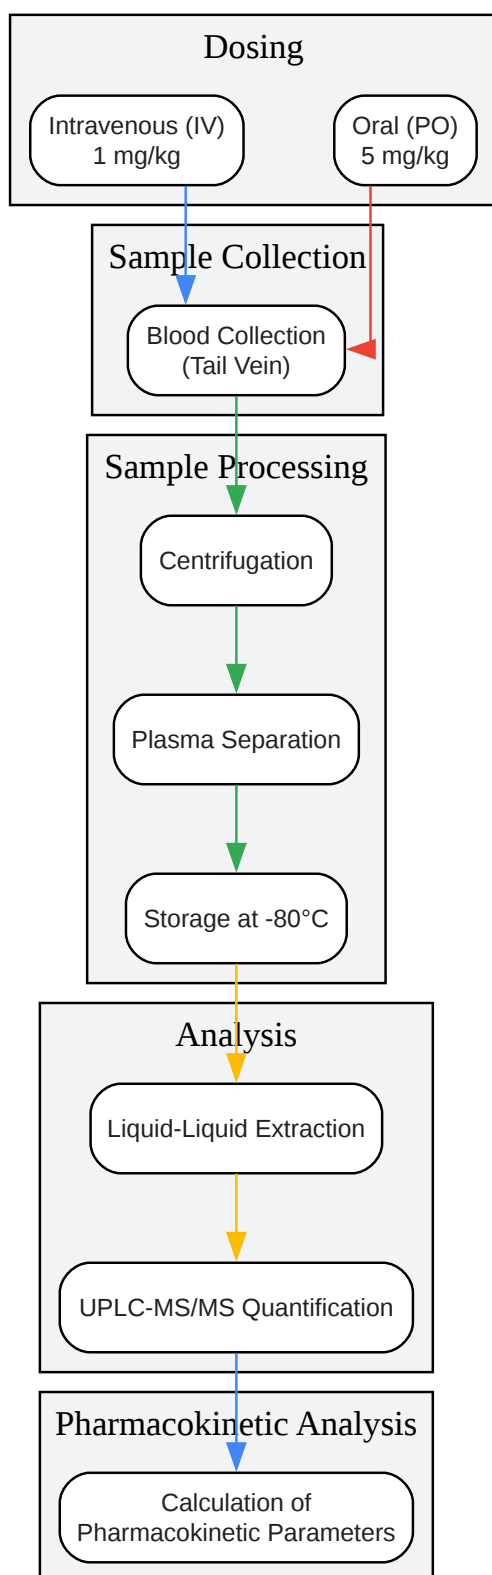 Dosing
Intravenous (IV)
1 mg/kg
Oral (PO)
5 mg/kg
Sample Collection
Blood Collection
(Tail Vein)
Sample Processing
Centrifugation
Plasma Separation
Storage at -80°C
Analysis
Liquid-Liquid Extraction
UPLC-MS/MS Quantification
Pharmacokinetic Analysis
Calculation of
Pharmacokinetic Parameters